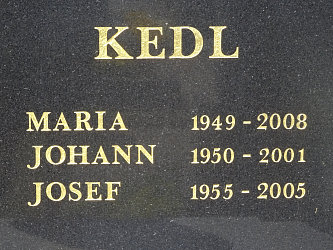 KEDL
MARIA 1949 - 2008
JOHANN 1950 - 2001
JOSEF 1955 - 2005